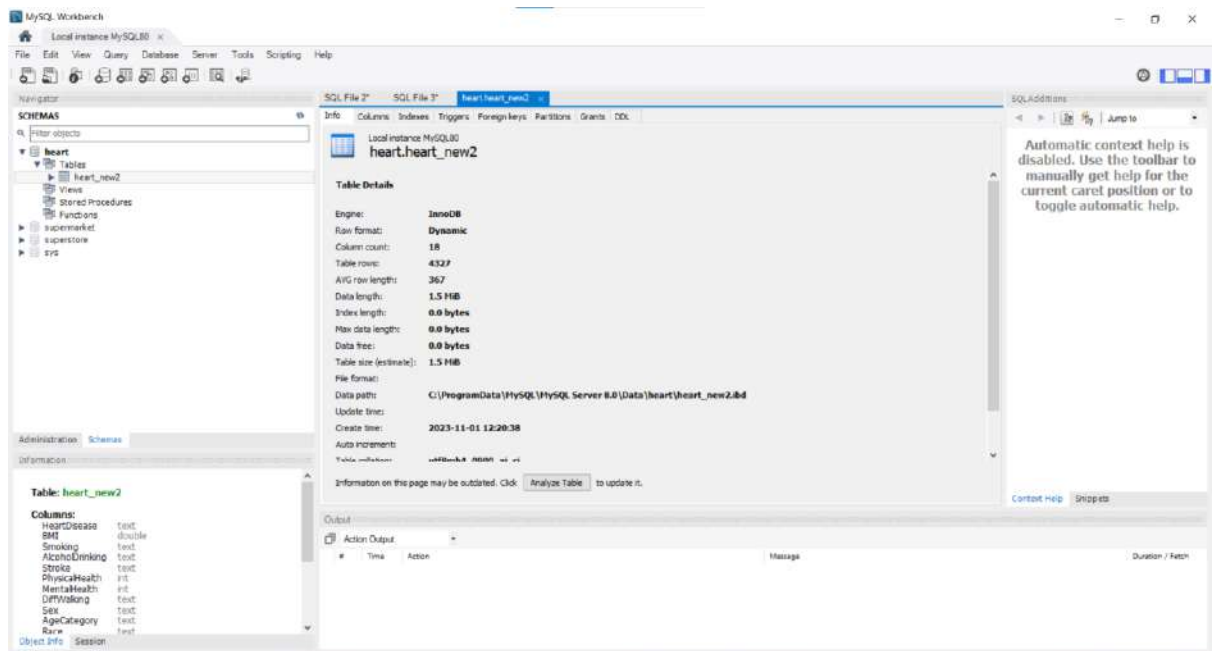 MySQL Workbench
Local instance MySQL80 ×
File Edit View Query Database Server Tools Scripting Help
Navigator
SCHEMAS
Filter objects
heart
Tables
heart_new2
Views
Stored Procedures
Functions
supermarket
superstore
sys
Administration Schemas
Information
Table: heart_new2
Columns:
HeartDisease text
BMI double
Smoking text
AlcoholDrinking text
Stroke text
PhysicalHealth int
MentalHealth int
DiffWalking text
Sex text
AgeCategory text
Race text
Object Info Session
SQL File 2* SQL File 3* heart.heart_new2 ×
Info Columns Indexes Triggers Foreign keys Partitions Grants DDL
Local instance MySQL80
heart.heart_new2
Table Details
Engine: InnoDB
Row format: Dynamic
Column count: 18
Table rows: 4327
AVG row length: 367
Data length: 1.5 MiB
Index length: 0.0 bytes
Max data length: 0.0 bytes
Data free: 0.0 bytes
Table size (estimate): 1.5 MiB
File format:
Data path: C:\ProgramData\MySQL\MySQL Server 8.0\Data\heart\heart_new2.ibd
Update time:
Create time: 2023-11-01 12:20:38
Auto increment:
Table collation: utf8mb4_0900_ai_ci
Information on this page may be outdated. Click Analyze Table to update it.
Output
Action Output
# Time Action Message Duration / Fetch
SQLAdditions
Jump to
Automatic context help is
disabled. Use the toolbar to
manually get help for the
current caret position or to
toggle automatic help.
Context Help Snippets